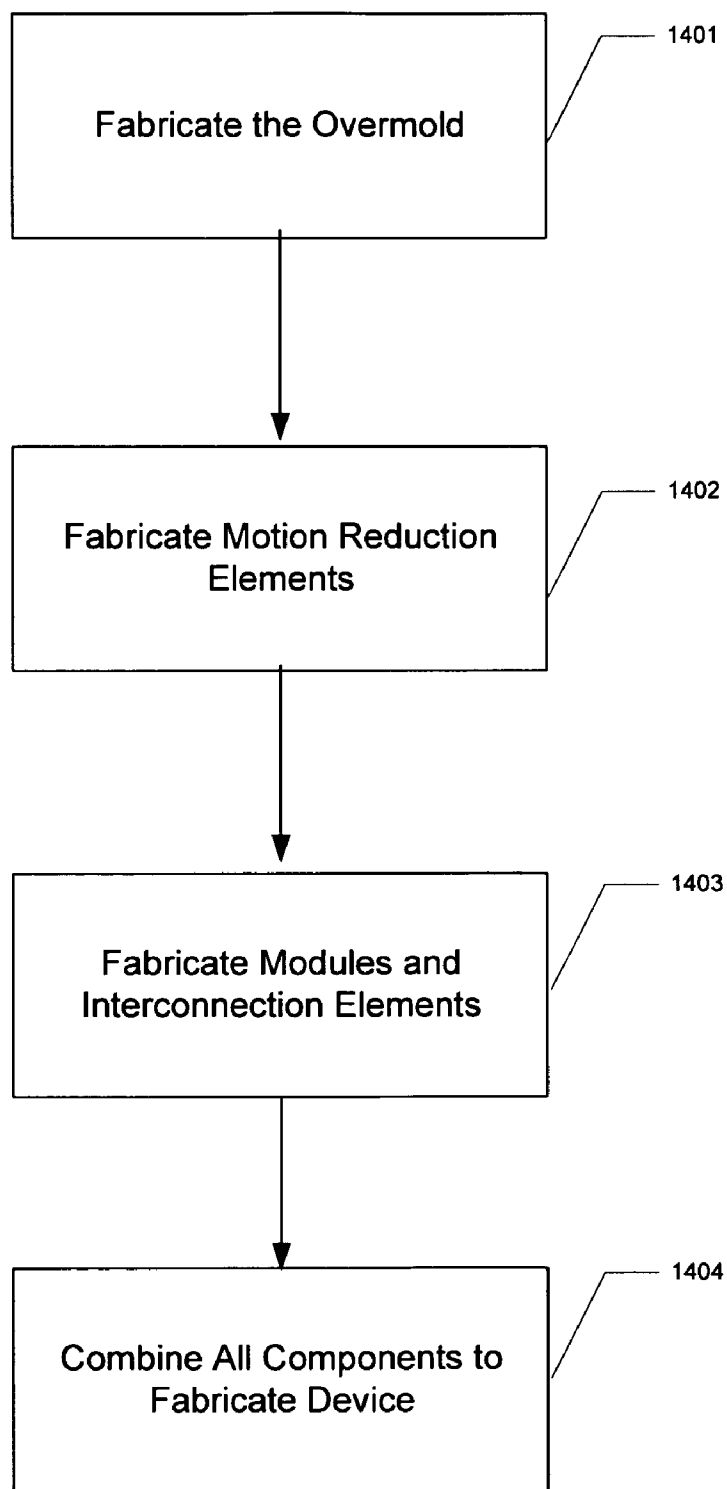 1401
Fabricate the Overmold
1402
Fabricate Motion Reduction
Elements
1403
Fabricate Modules and
Interconnection Elements
1404
Combine All Components to
Fabricate Device